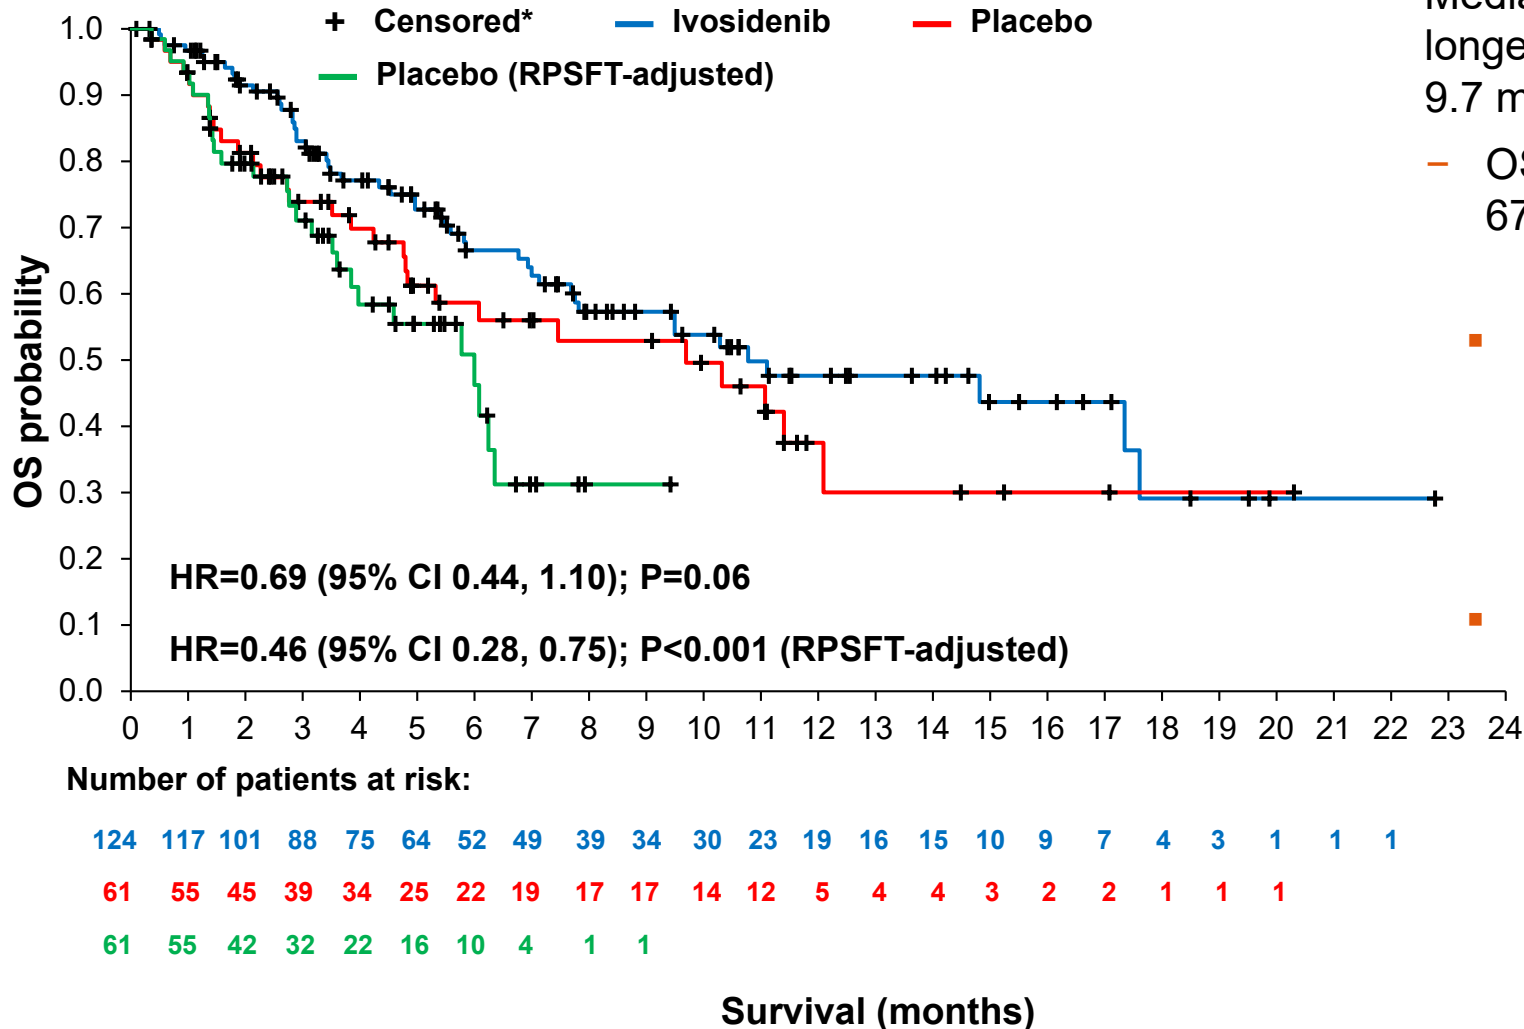 Censored*
Ivosidenib
Placebo
Placebo (RPSFT-adjusted)
longe
9.7 m
–
67
OS probability
1.0
0.9
0.8
0.7
0.6
0.5
0.4
0.3
0.2
0.1
0.0
HR=0.69 (95% CI 0.44, 1.10); P=0.06
HR=0.46 (95% CI 0.28, 0.75); P<0.001 (RPSFT-adjusted)
0 1 2 3 4 5 6 7 8 9 10 11 12 13 14 15 16 17 18 19 20 21 22 23 24
Number of patients at risk:
124 117 101 88 75 64 52 49 39 34 30 23 19 16 15 10 9 7 4 3 1 1 1
61 55 45 39 34 25 22 19 17 17 14 12 5 4 4 3 2 2 1 1 1
61 55 42 32 22 16 10 4 1 1
Survival (months)